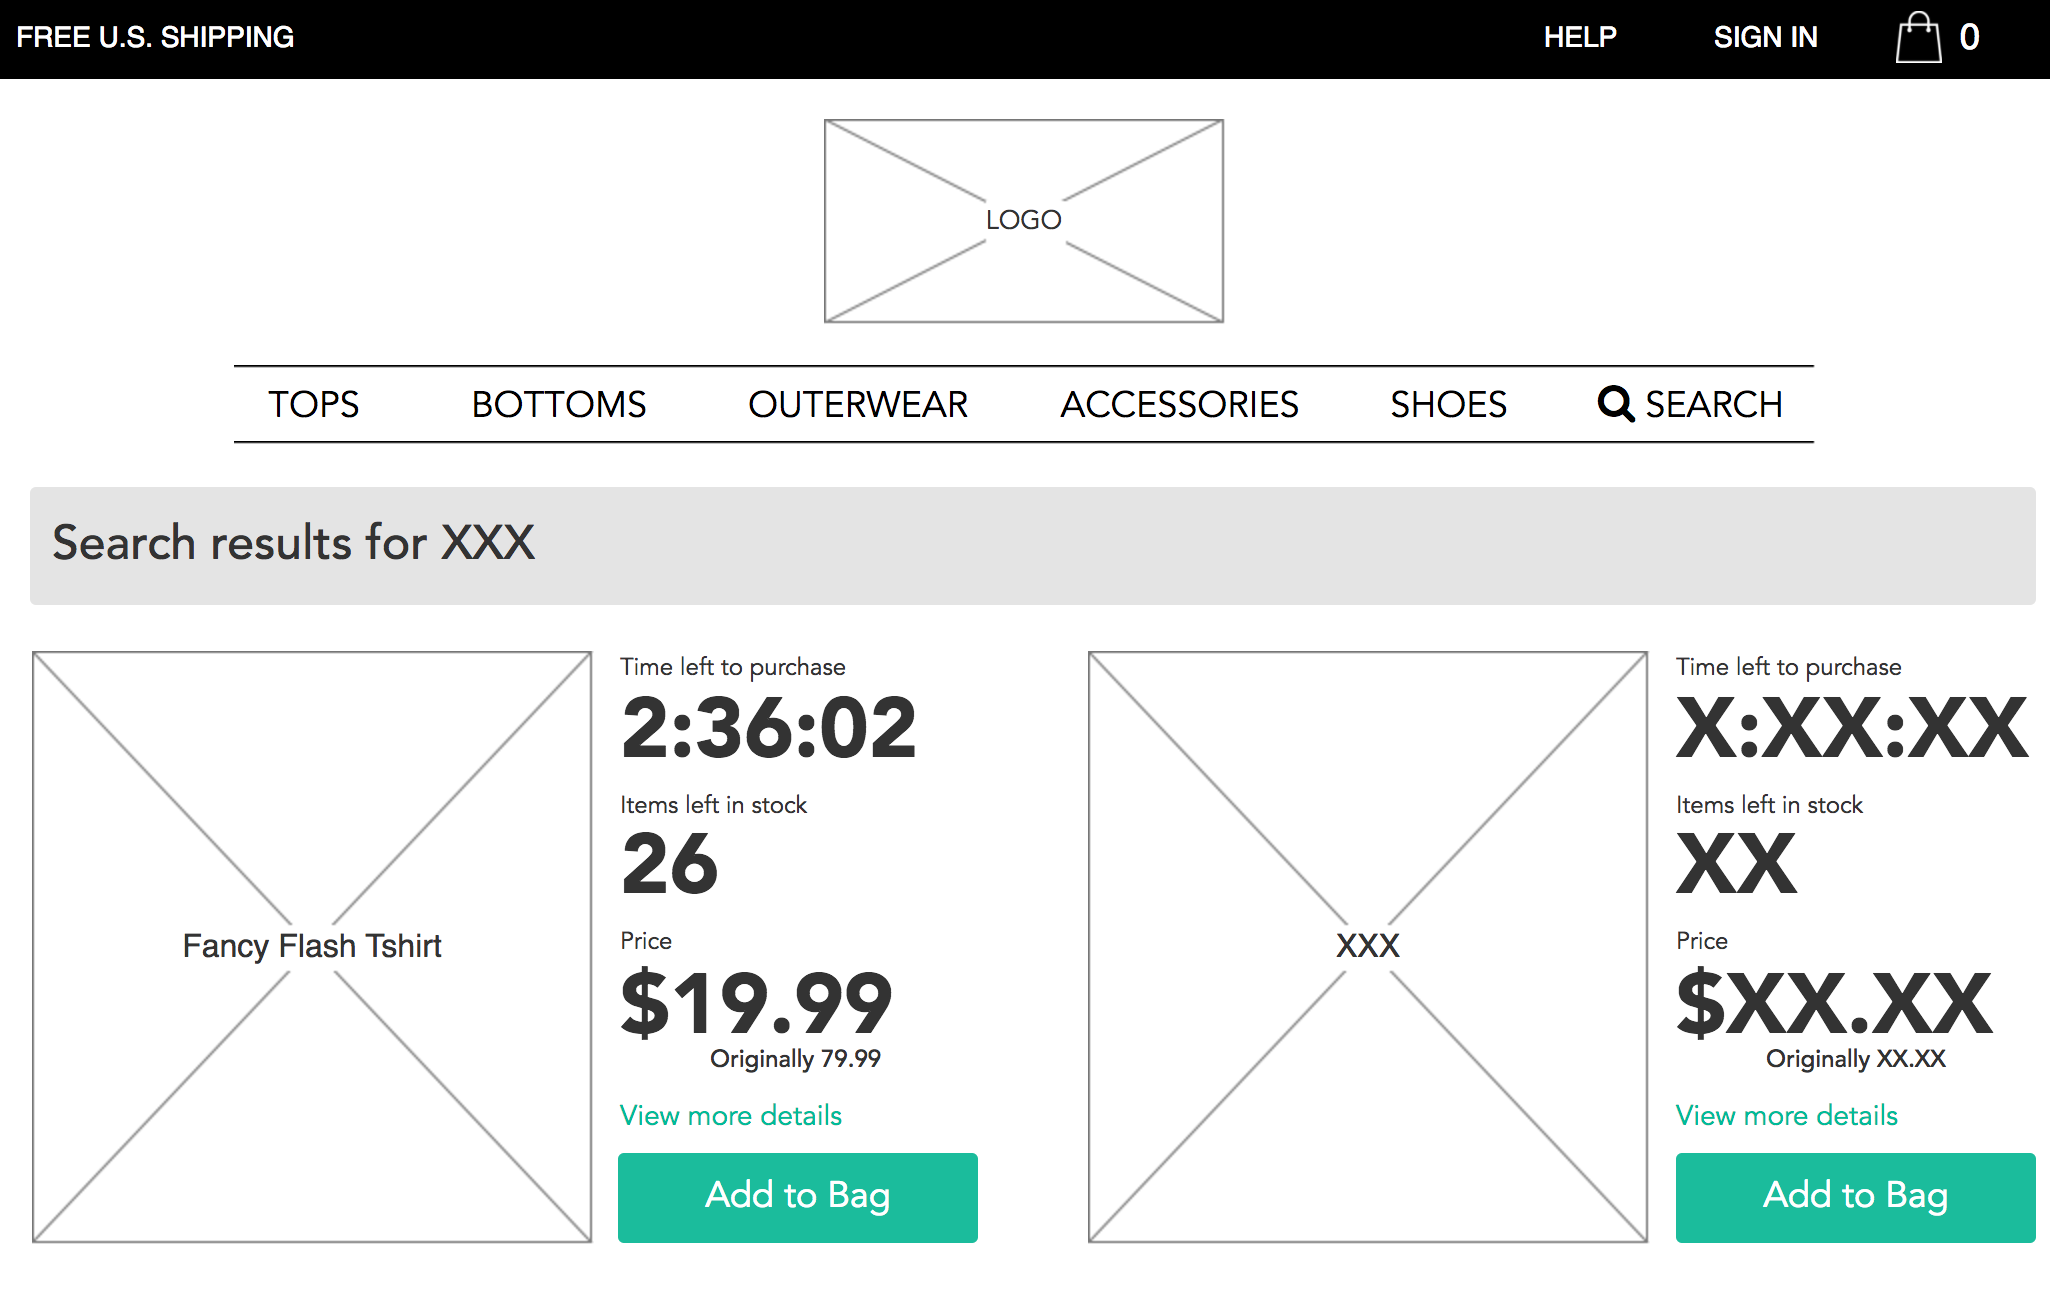 FREE U.S. SHIPPING HELP SIGN IN 0
LOGO
TOPS BOTTOMS OUTERWEAR ACCESSORIES SHOES SEARCH
Search results for XXX
Fancy Flash Tshirt
Time left to purchase
2:36:02
Items left in stock
26
Price
$19.99
Originally 79.99
View more details
Add to Bag
XXX
Time left to purchase
X:XX:XX
Items left in stock
XX
Price
$XX.XX
Originally XX.XX
View more details
Add to Bag